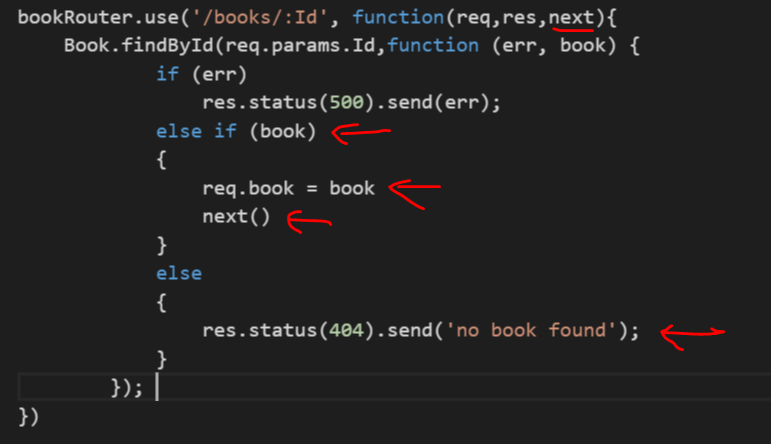 bookRouter.use('/books/:Id', function(req,res,next){
Book.findById(req.params.Id,function (err, book) {
if (err)
res.status(500).send(err);
else if (book)
{
req.book = book
next()
}
else
{
res.status(404).send('no book found');
}
});
})